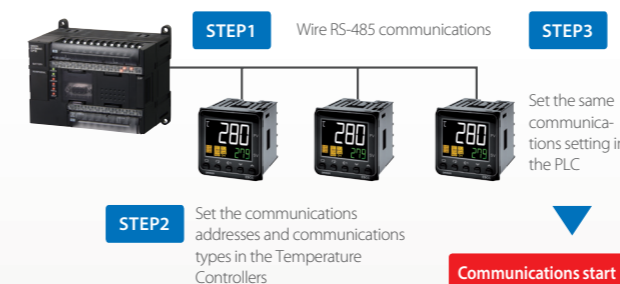 STEP1
Wire RS-485 communications
STEP3
280
279
280
279
280
279
Set the same
communica-
tions setting in
the PLC
STEP2
Set the communications
addresses and communications
types in the Temperature
Controllers
Communications start